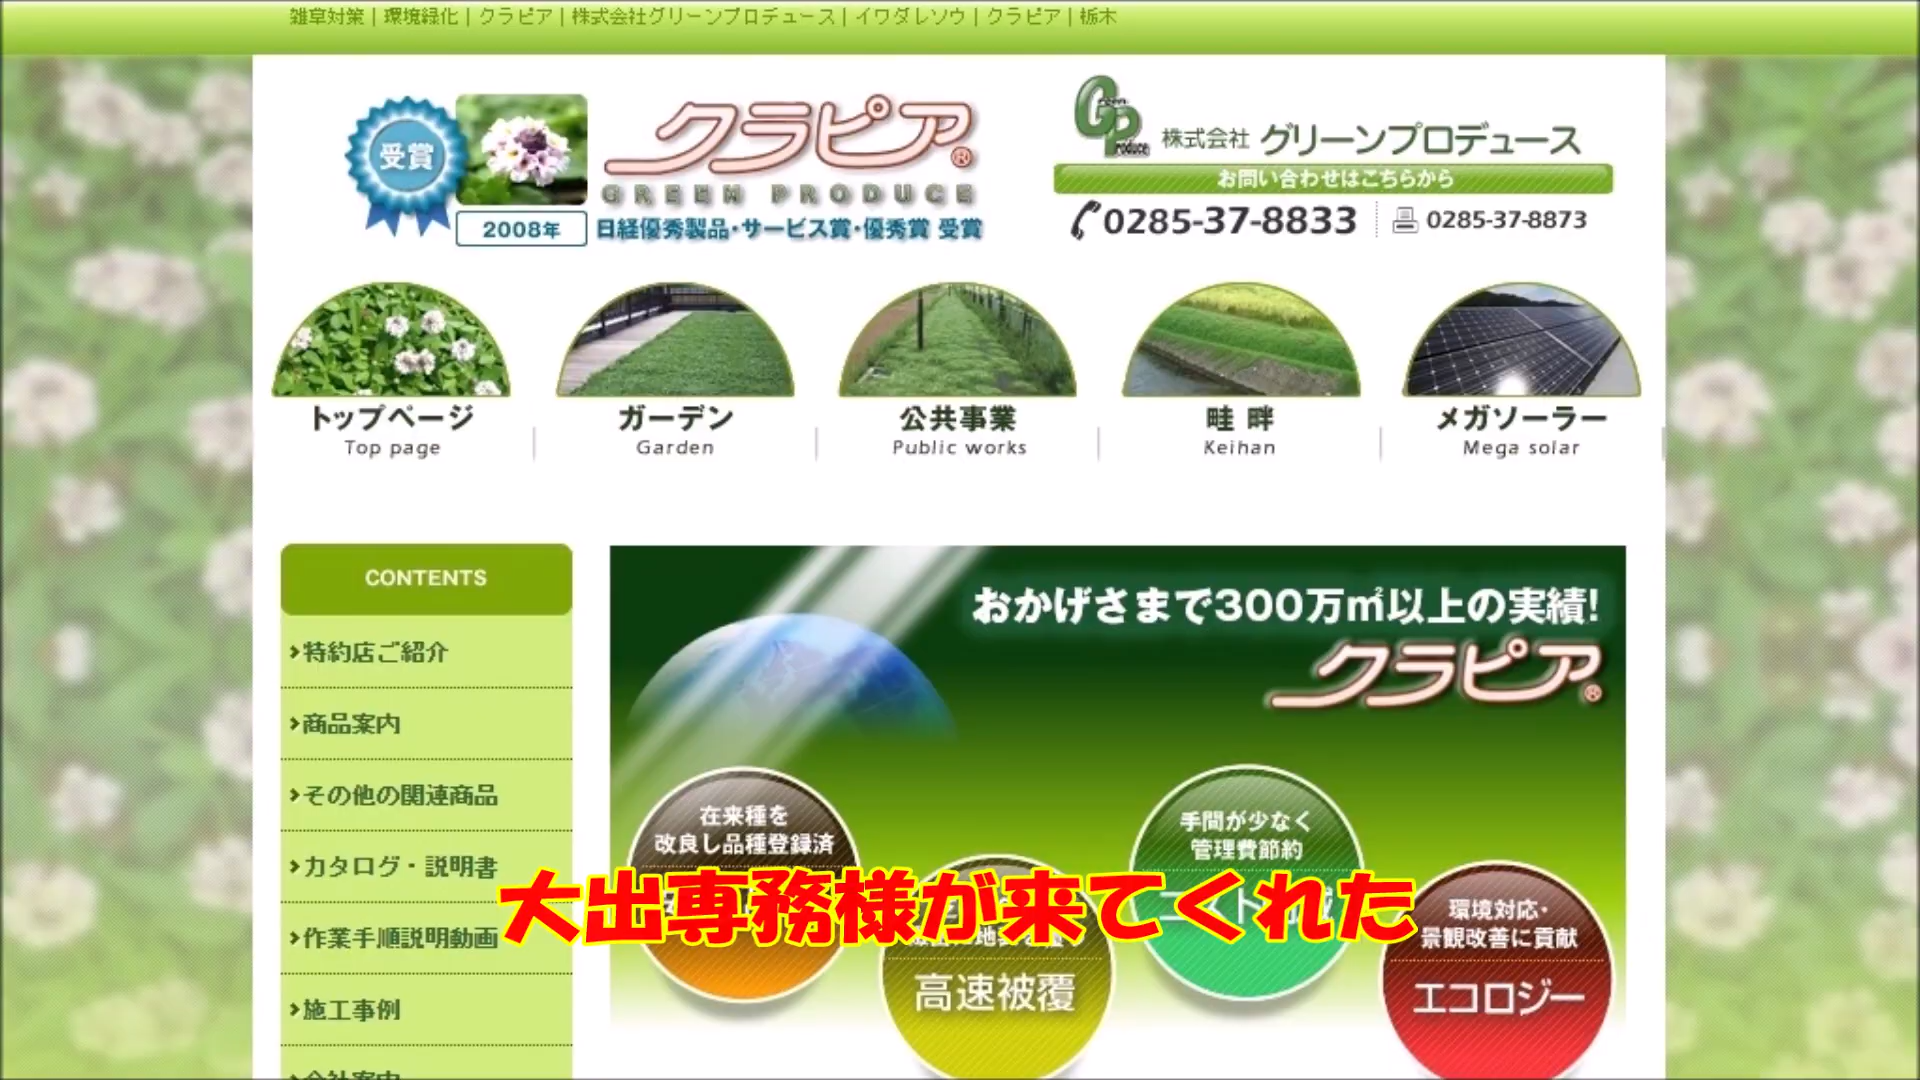 雑草対策 | 環境緑化 | クラピア | 株式会社グリーンプロデュース | イワダレソウ | クラピア | 栃木
受賞
2008年
クラピア®
GREEN PRODUCE
日経優秀製品・サービス賞・優秀賞 受賞
Green Produce
株式会社 グリーンプロデュース
お問い合わせはこちらから
0285-37-8833
0285-37-8873
トップページ
Top page
ガーデン
Garden
公共事業
Public works
畦畔
Keihan
メガソーラー
Mega solar
CONTENTS
特約店ご紹介
商品案内
その他の関連商品
カタログ・説明書
作業手順説明動画
施工事例
会社案内
おかげさまで300万㎡以上の実績!
クラピア®
在来種を
改良し品種登録済
高速被覆
手間が少なく
管理費節約
環境対応・
景観改善に貢献
エコロジー
大出専務様が来てくれた